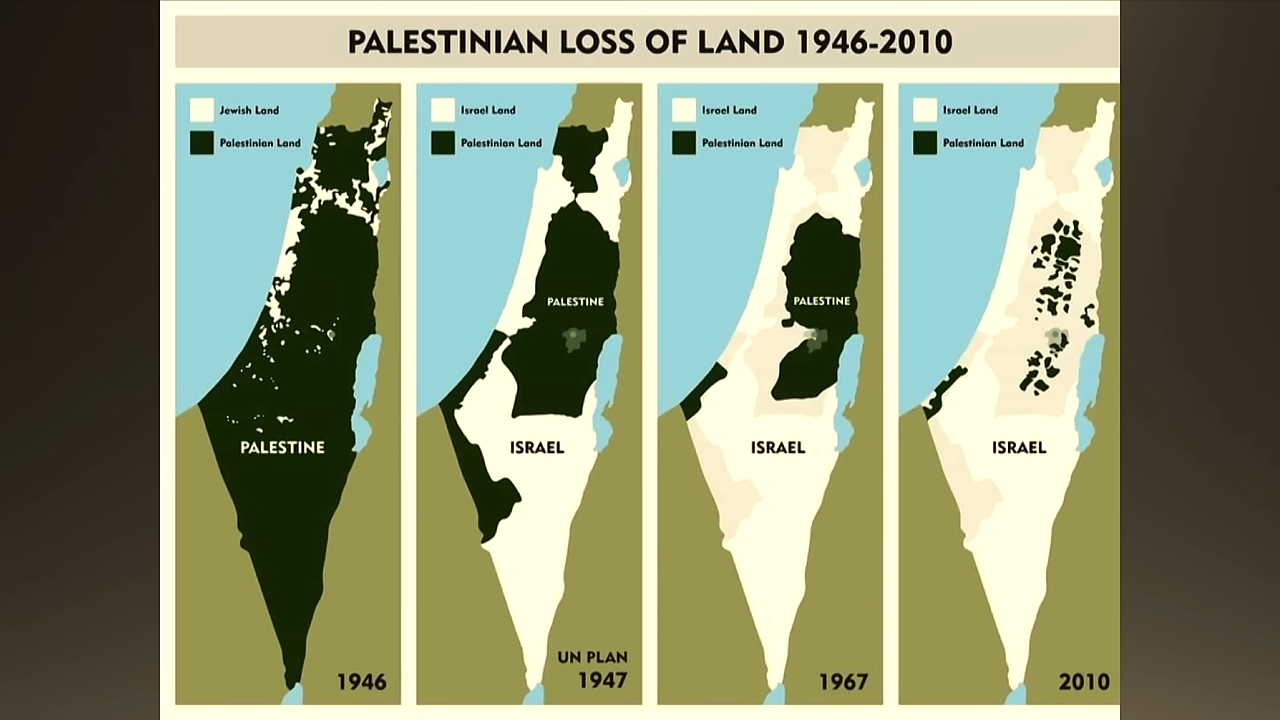 PALESTINIAN LOSS OF LAND 1946-2010
Jewish Land
Palestinian Land
PALESTINE
1946
Israel Land
Palestinian Land
PALESTINE
ISRAEL
UN PLAN
1947
Israel Land
Palestinian Land
PALESTINE
ISRAEL
1967
Israel Land
Palestinian Land
ISRAEL
2010